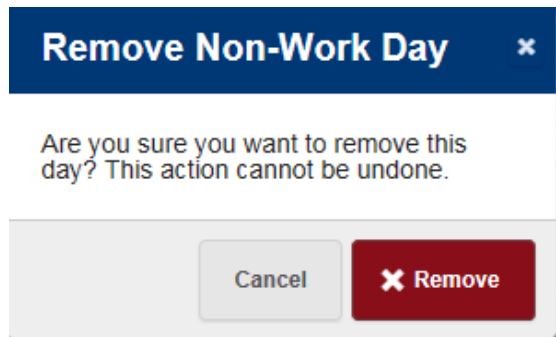 Remove Non-Work Day
Are you sure you want to remove this
day? This action cannot be undone.
Cancel
Remove